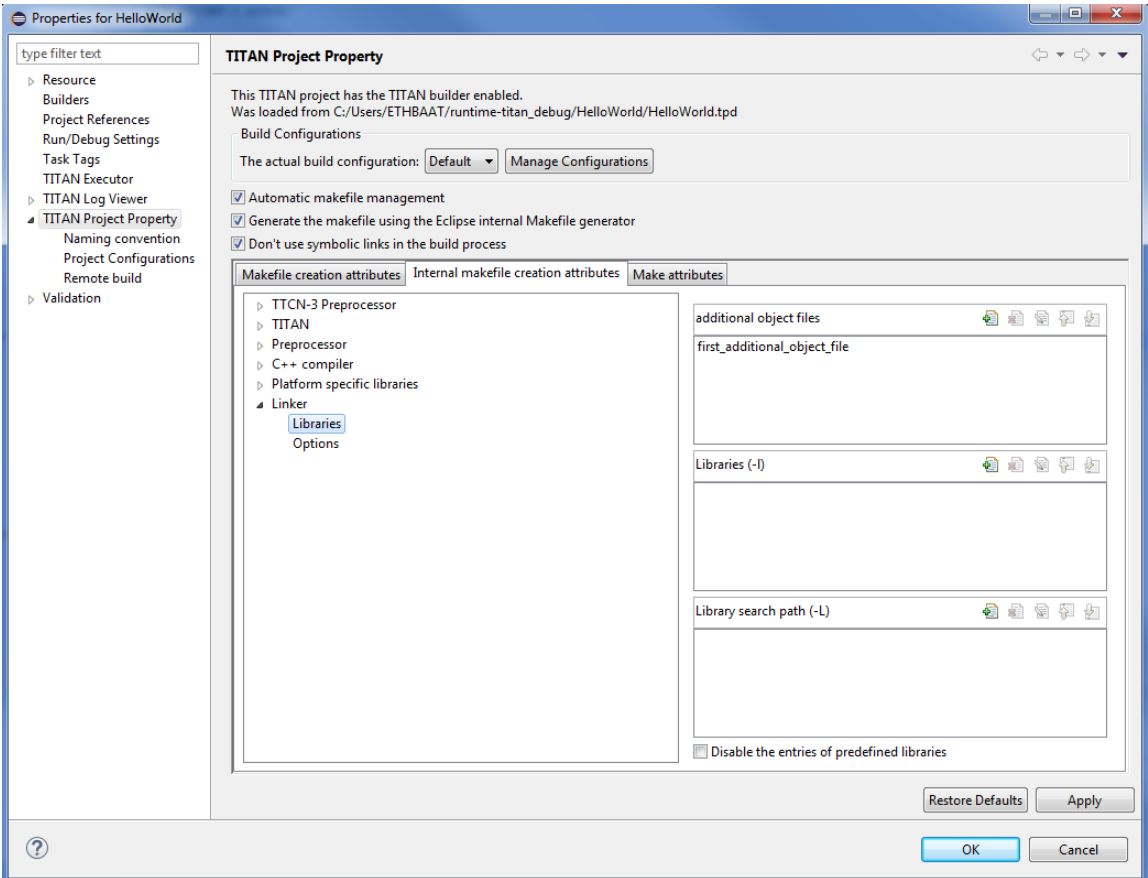 Properties for HelloWorld
type filter text
Resource
Builders
Project References
Run/Debug Settings
Task Tags
TITAN Executor
TITAN Log Viewer
TITAN Project Property
Naming convention
Project Configurations
Remote build
Validation
TITAN Project Property
This TITAN project has the TITAN builder enabled.
Was loaded from C:/Users/ETHBAAT/runtime-titan_debug/HelloWorld/HelloWorld.tpd
Build Configurations
The actual build configuration: Default Manage Configurations
Automatic makefile management
Generate the makefile using the Eclipse internal Makefile generator
Don't use symbolic links in the build process
Makefile creation attributes Internal makefile creation attributes Make attributes
TTCN-3 Preprocessor
TITAN
Preprocessor
C++ compiler
Platform specific libraries
Linker
Libraries
Options
additional object files
first_additional_object_file
Libraries (-l)
Library search path (-L)
Disable the entries of predefined libraries
Restore Defaults Apply
OK Cancel